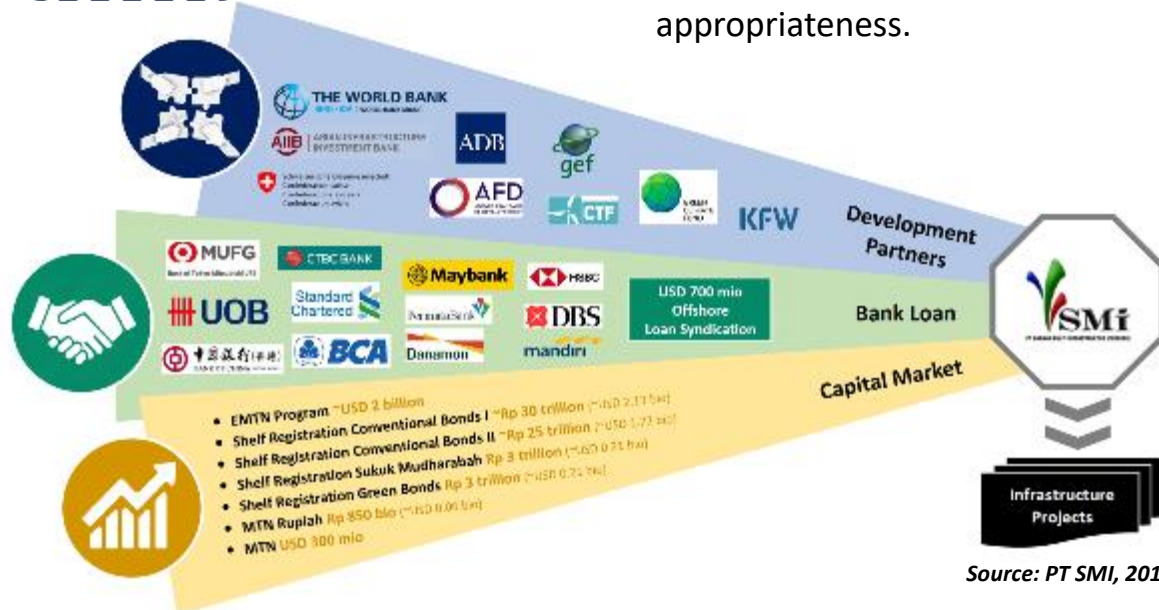 appropriateness.
THE WORLD BANK
AIIB
ASIAN INFRASTRUCTURE
INVESTMENT BANK
ADB
gef
AFD
CTF
GREEN
CLIMATE
FUND
KFW
Development
Partners
MUFG
CTBC BANK
Maybank
HSBC
UOB
Standard
Chartered
PermataBank
DBS
USD 700 mio
Offshore
Loan Syndication
Bank Loan
BCA
Danamon
mandiri
SMi
Capital Market
• EMTN Program ~USD 2 billion
• Shelf Registration Conventional Bonds I ~Rp 30 trillion
• Shelf Registration Conventional Bonds II ~Rp 25 trillion
• Shelf Registration Sukuk Mudharabah Rp 3 trillion
• Shelf Registration Green Bonds Rp 3 trillion
• MTN Rupiah Rp 850 bio
• MTN USD 300 mio
Infrastructure
Projects
Source: PT SMI, 201